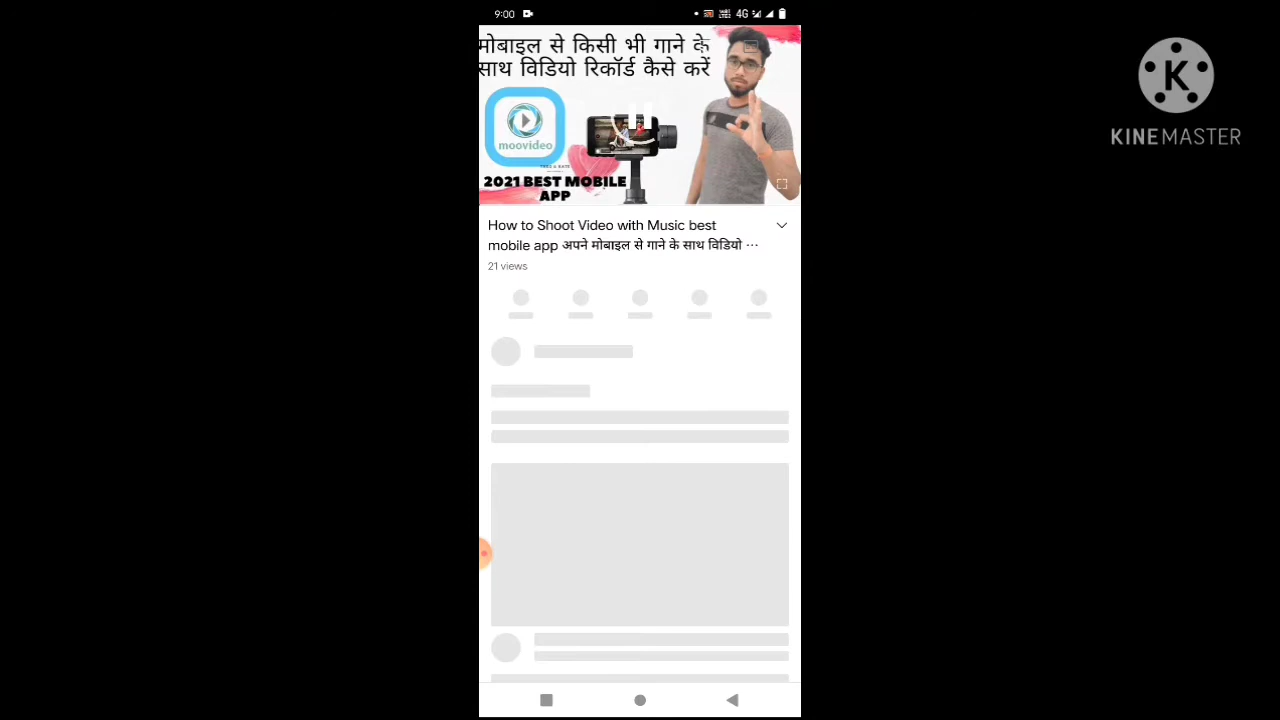 9:00
4G
मोबाइल से किसी भी गाने के
साथ विडियो रिकॉर्ड कैसे करें
moovideo
2021 BEST MOBILE
APP
KINEMASTER
How to Shoot Video with Music best
mobile app अपने मोबाइल से गाने के साथ विडियो ...
21 views